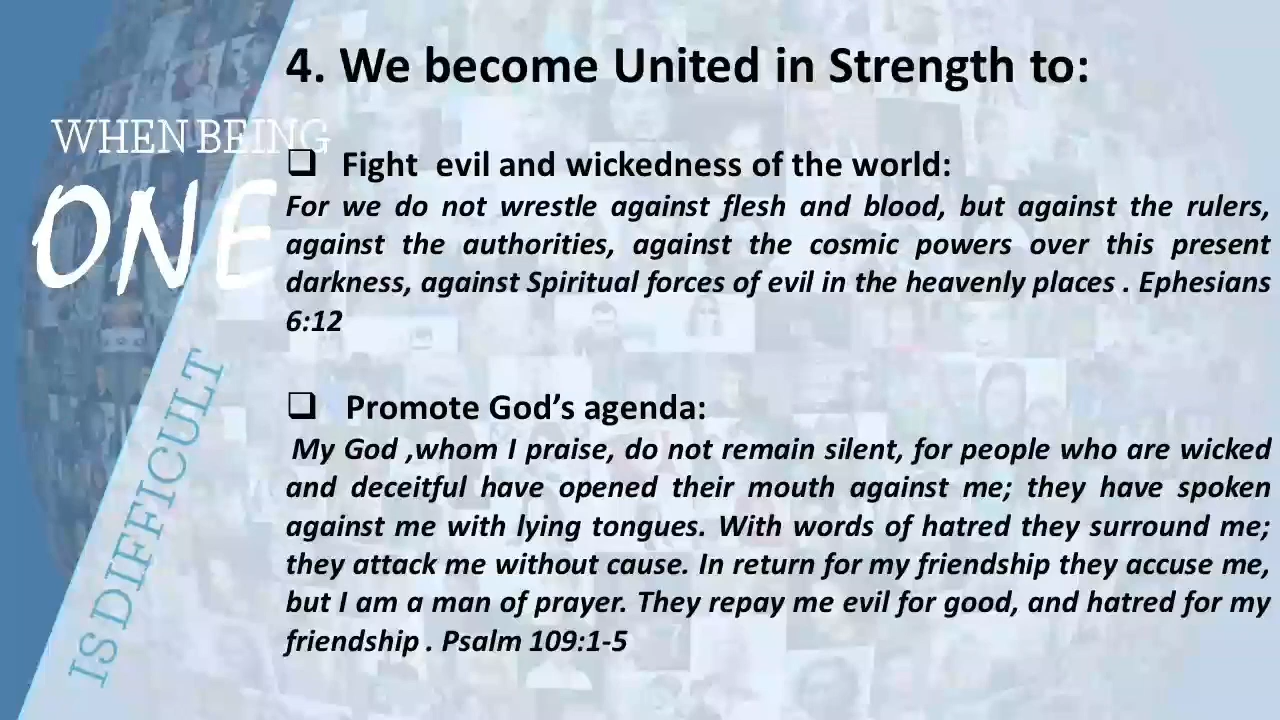 WHEN BEING
ONE
IS DIFFICULT
4. We become United in Strength to:
❑ Fight  evil and wickedness of the world:
For we do not wrestle against flesh and blood, but against the rulers,
against the authorities, against the cosmic powers over this present
darkness, against Spiritual forces of evil in the heavenly places . Ephesians
6:12
❑ Promote God’s agenda:
My God ,whom I praise, do not remain silent, for people who are wicked
and deceitful have opened their mouth against me; they have spoken
against me with lying tongues. With words of hatred they surround me;
they attack me without cause. In return for my friendship they accuse me,
but I am a man of prayer. They repay me evil for good, and hatred for my
friendship . Psalm 109:1-5